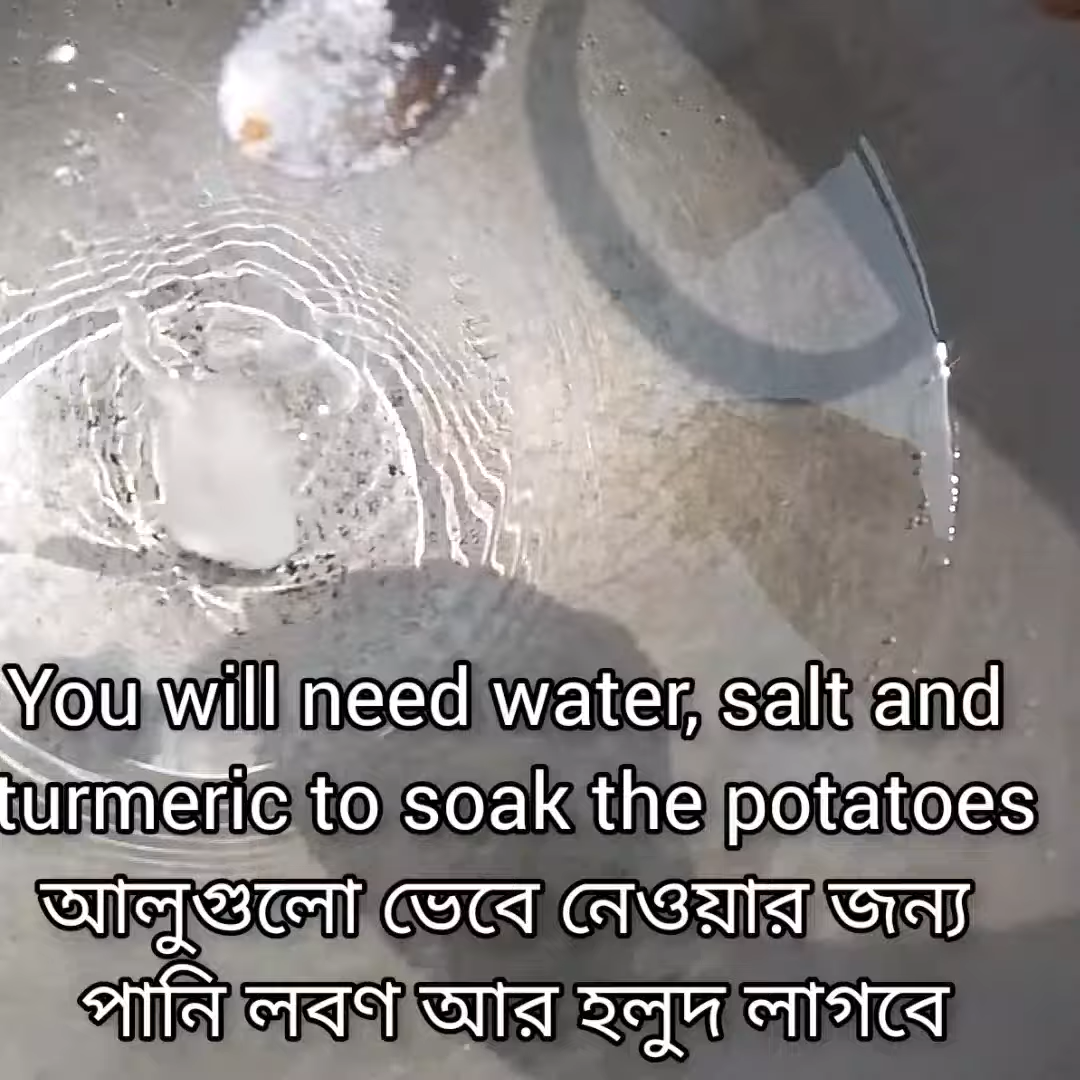 You will need water, salt and
turmeric to soak the potatoes
আলুগুলো ভেবে নেওয়ার জন্য
পানি লবণ আর হলুদ লাগবে